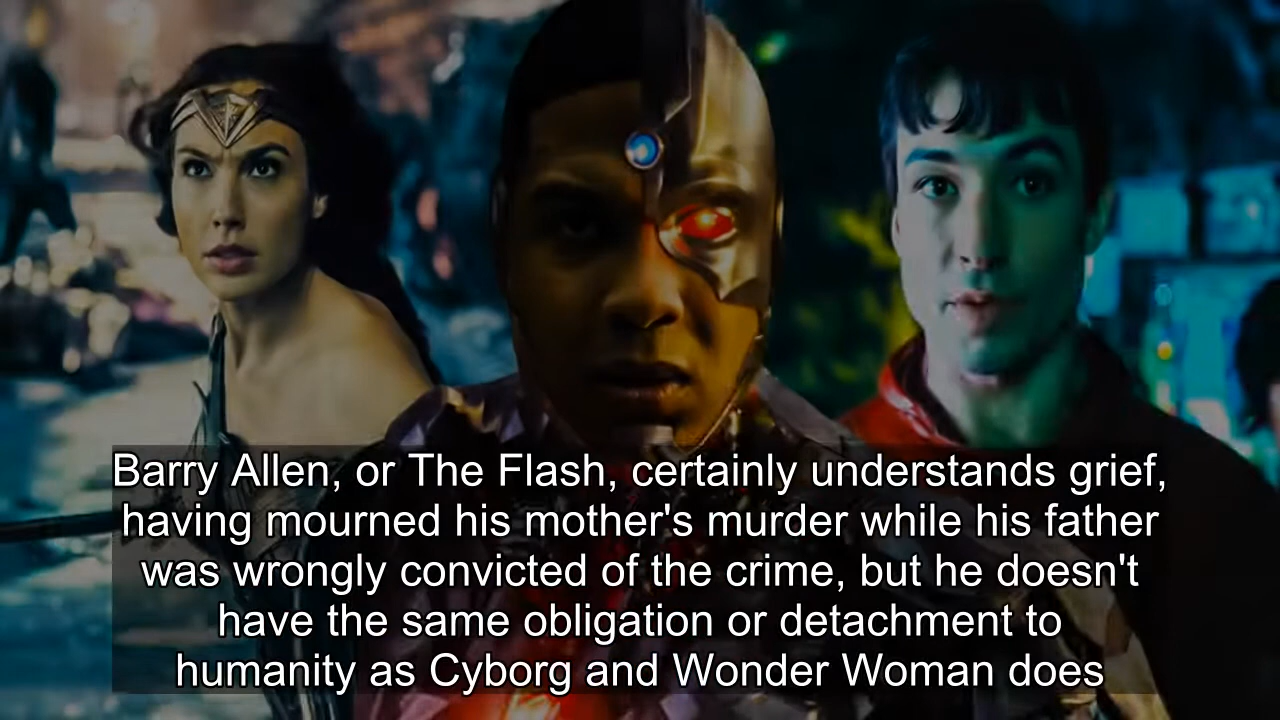 Barry Allen, or The Flash, certainly understands grief,
having mourned his mother's murder while his father
was wrongly convicted of the crime, but he doesn't
have the same obligation or detachment to
humanity as Cyborg and Wonder Woman does